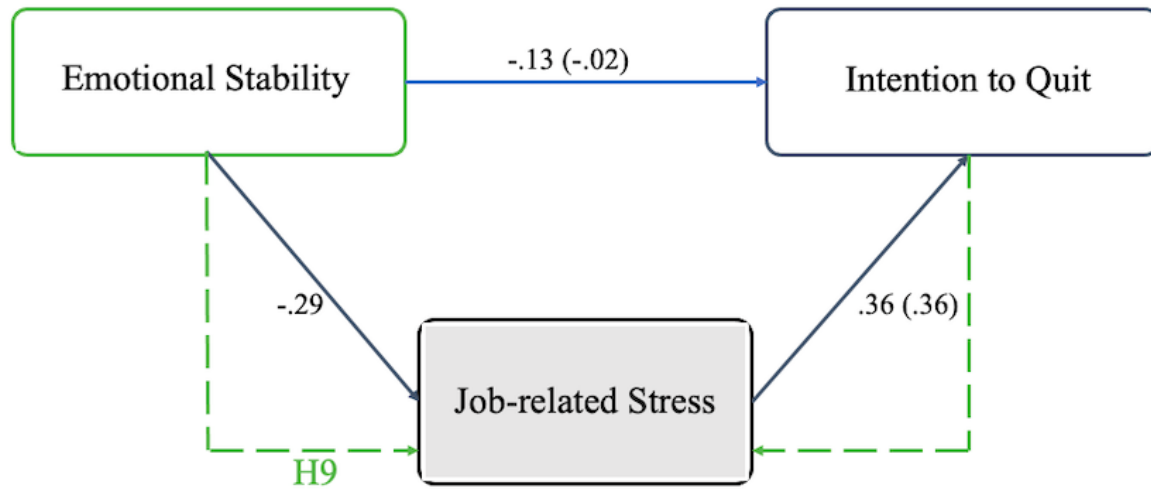 Emotional Stability
-.13 (-.02)
Intention to Quit
-.29
.36 (.36)
Job-related Stress
H9